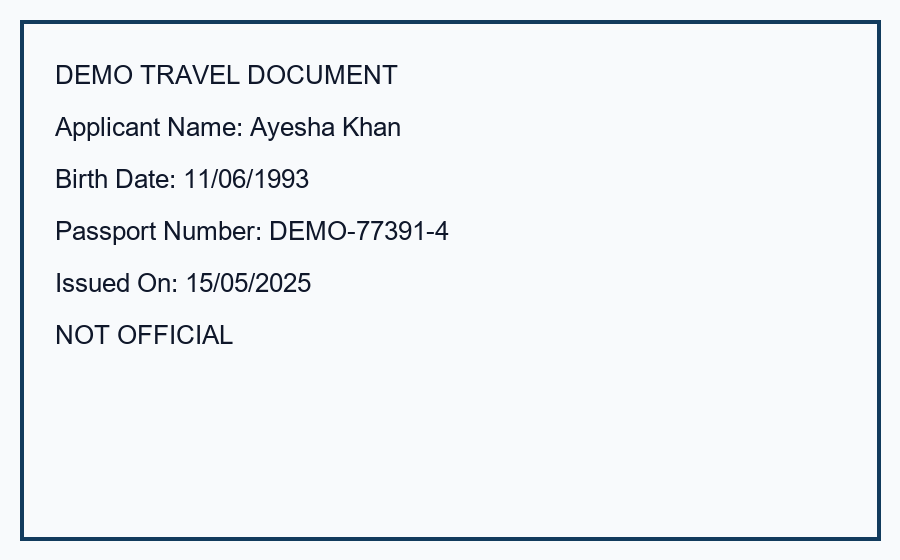 DEMO TRAVEL DOCUMENT
Applicant Name: Ayesha Khan
Birth Date: 11/06/1993
Passport Number: DEMO-77391-4
Issued On: 15/05/2025
NOT OFFICIAL